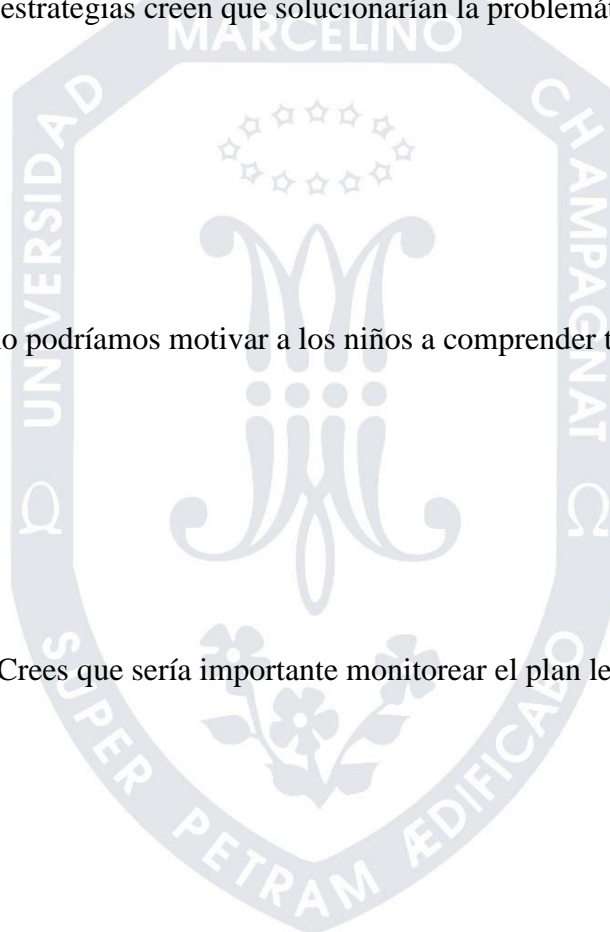 estrategias creen que solucionarían la problemát
MARCELINO
UNIVERSIDAD
CHAMPAGNAT
o podríamos motivar a los niños a comprender t
Crees que sería importante monitorear el plan le
SUPER PETRAM ÆDIFICABO